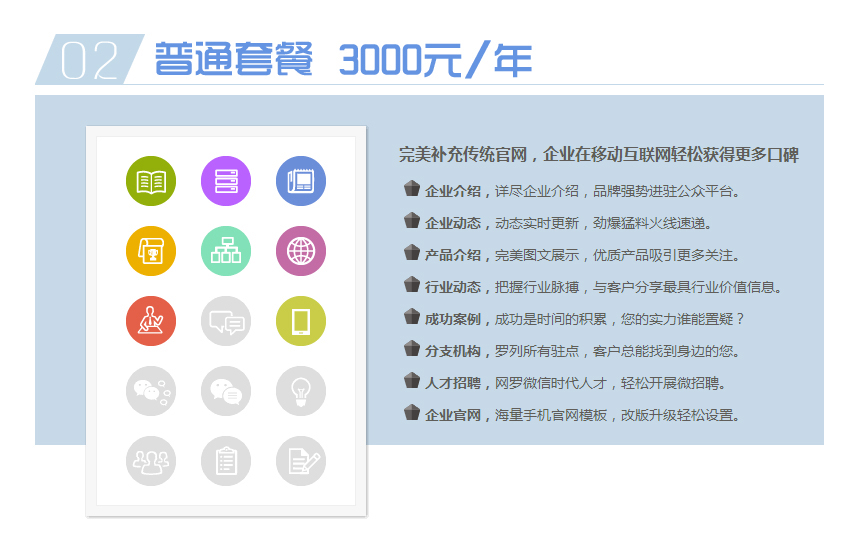 02 普通套餐 3000元/年
完美补充传统官网，企业在移动互联网轻松获得更多口碑
企业介绍，详尽企业介绍，品牌强势进驻公众平台。
企业动态，动态实时更新，劲爆猛料火线速递。
产品介绍，完美图文展示，优质产品吸引更多关注。
行业动态，把握行业脉搏，与客户分享最具行业价值信息。
成功案例，成功是时间的积累，您的实力谁能置疑？
分支机构，罗列所有驻点，客户总能找到身边的您。
人才招聘，网罗微信时代人才，轻松开展微招聘。
企业官网，海量手机官网模板，改版升级轻松设置。